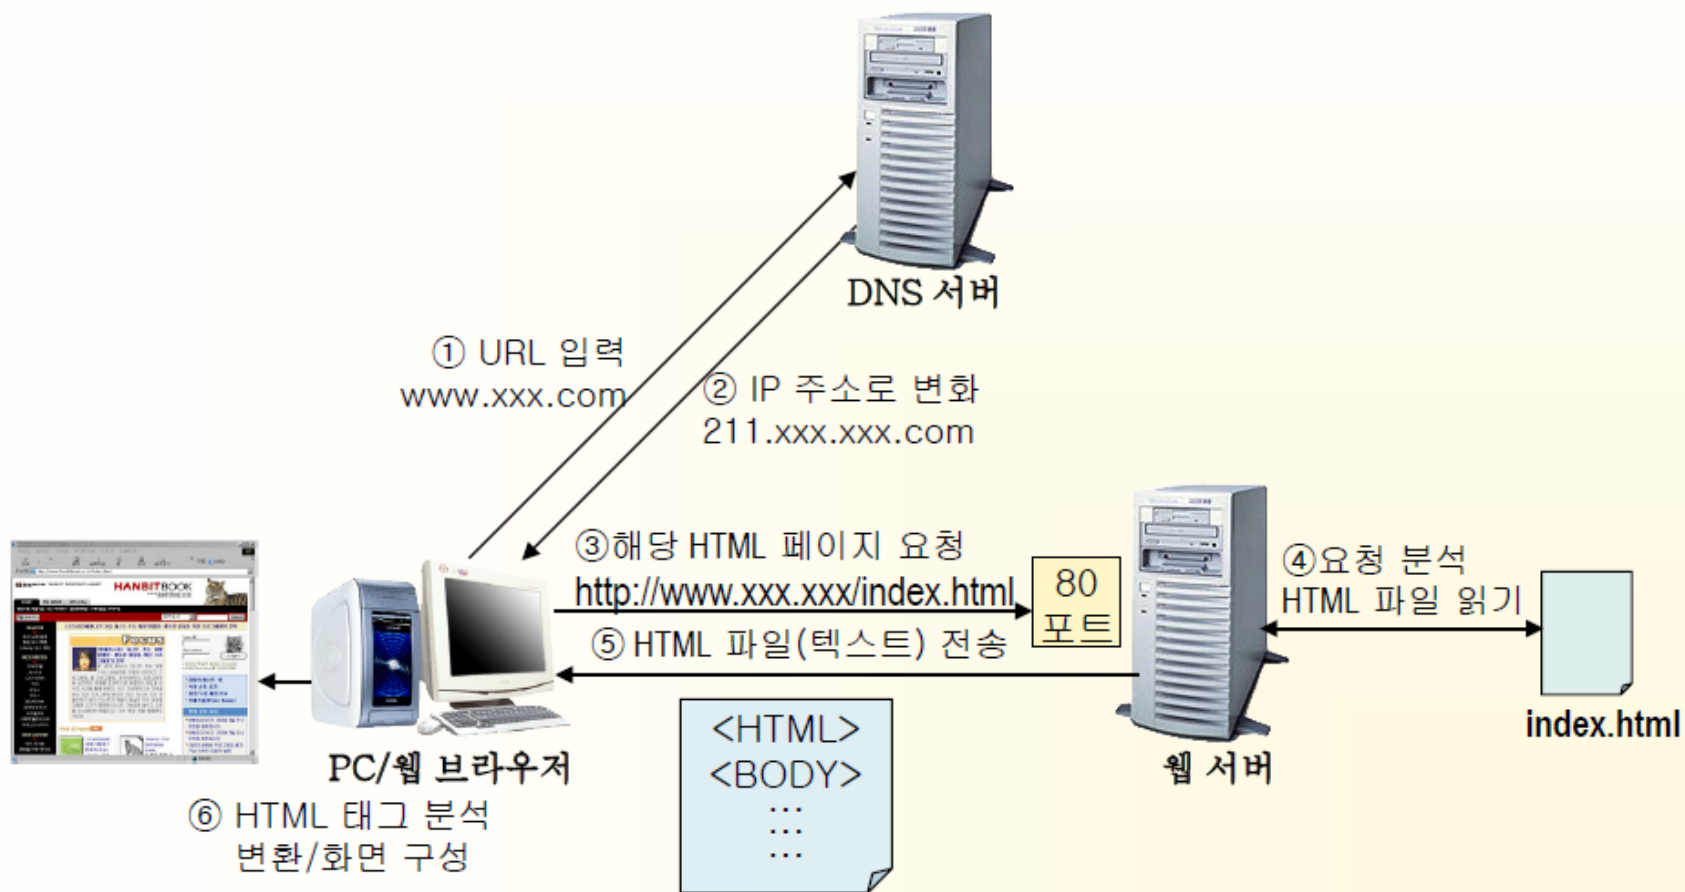 DNS 서버
① URL 입력
www.xxx.com
② IP 주소로 변화
211.xxx.xxx.com
③해당 HTML 페이지 요청
http://www.xxx.xxx/index.html
80
포트
④요청 분석
HTML 파일 읽기
⑤ HTML 파일(텍스트) 전송
index.html
HANBITBOOK
PC/웹 브라우저
웹 서버
<HTML>
<BODY>
...
...
...
⑥ HTML 태그 분석
변환/화면 구성